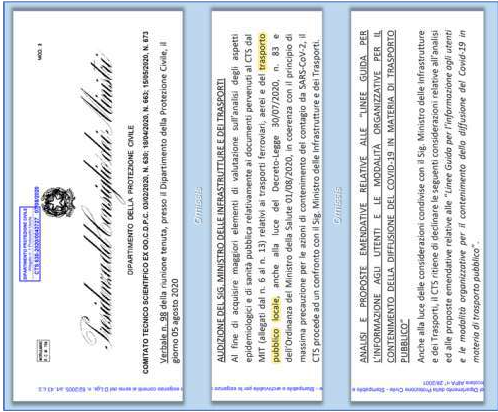 MOD. 3
Presidenza del Consiglio dei Ministri
DIPARTIMENTO DELLA PROTEZIONE CIVILE
COMITATO TECNICO SCIENTIFICO EX OO.C.D.P.C. 03/02/2020, N. 630; 18/04/2020, N. 663; 15/05/2020, N. 673
Verbale n. 98 della riunione tenuta, presso il Dipartimento della Protezione Civile, il
giorno 05 agosto 2020
Omissis
AUDIZIONE DEL SIG. MINISTRO DELLE INFRASTRUTTURE E DEI TRASPORTI
Al fine di acquisire maggiori elementi di valutazione sull'analisi degli aspetti
epidemiologici e di sanità pubblica relativamente ai documenti pervenuti al CTS dal
MIT (allegati dal n. 6 al n. 13) relativi ai trasporti ferroviari, aerei e del trasporto
pubblico locale, anche alla luce del Decreto-Legge 30/07/2020, n. 83 e
dell'Ordinanza del Ministro della Salute 01/08/2020, in coerenza con il principio di
massima precauzione per le azioni di contenimento del contagio da SARS-CoV-2, il
CTS procede ad un confronto con il Sig. Ministro delle Infrastrutture e dei Trasporti.
Omissis
ANALISI E PROPOSTE EMENDATIVE RELATIVE ALLE "LINEE GUIDA PER
L'INFORMAZIONE AGLI UTENTI E LE MODALITÀ ORGANIZZATIVE PER IL
CONTENIMENTO DELLA DIFFUSIONE DEL COVID-19 IN MATERIA DI TRASPORTO
PUBBLICO"
Anche alla luce delle considerazioni condivise con il Sig. Ministro delle Infrastrutture
e dei Trasporti, il CTS ritiene di declinare le seguenti considerazioni relative all'analisi
ed alle proposte emendative relative alle "Linee Guida per l'informazione agli utenti
e le modalità organizzative per il contenimento della diffusione del Covid-19 in
materia di trasporto pubblico".